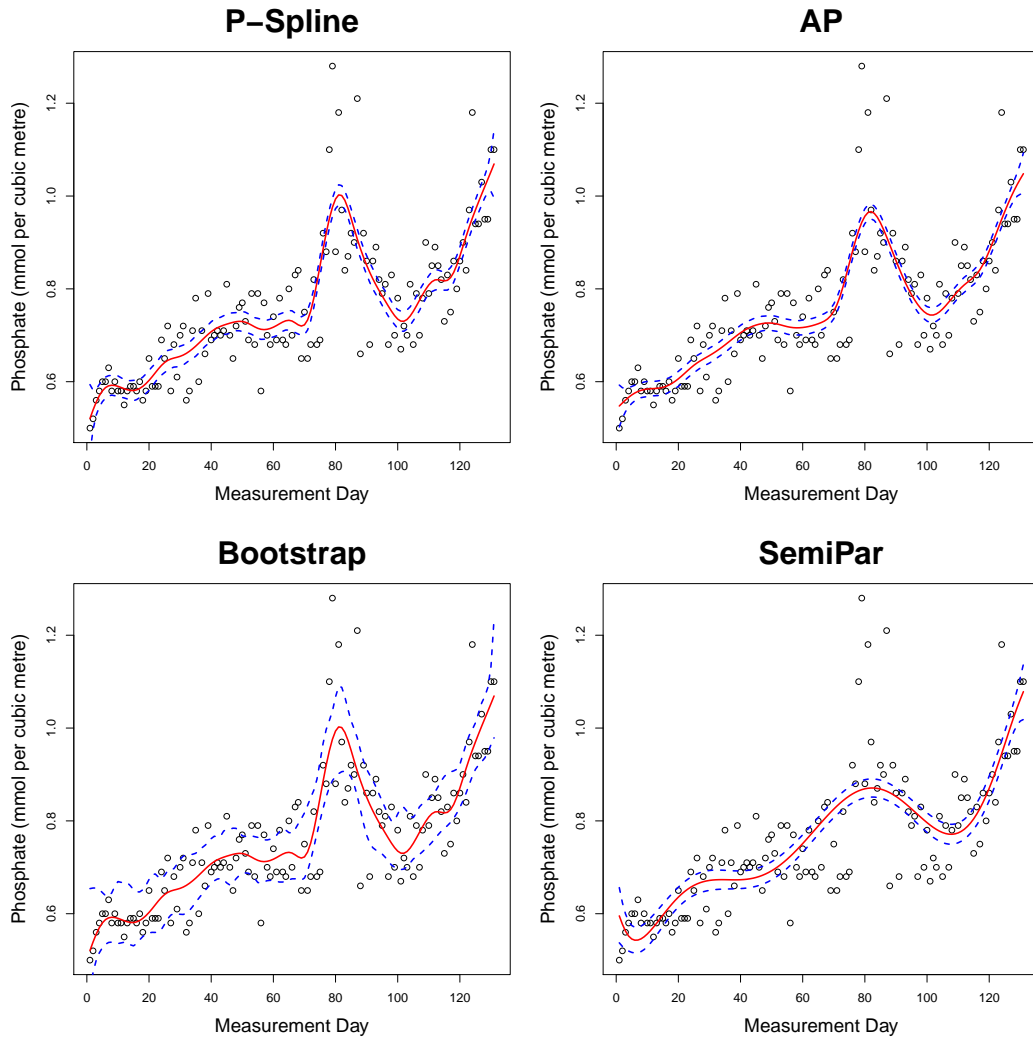 P−Spline
AP
Phosphate (mmol per cubic metre)
0.6 0.8 1.0 1.2
0 20 40 60 80 100 120
Measurement Day
Phosphate (mmol per cubic metre)
0.6 0.8 1.0 1.2
0 20 40 60 80 100 120
Measurement Day
Bootstrap
SemiPar
Phosphate (mmol per cubic metre)
0.6 0.8 1.0 1.2
0 20 40 60 80 100 120
Measurement Day
Phosphate (mmol per cubic metre)
0.6 0.8 1.0 1.2
0 20 40 60 80 100 120
Measurement Day